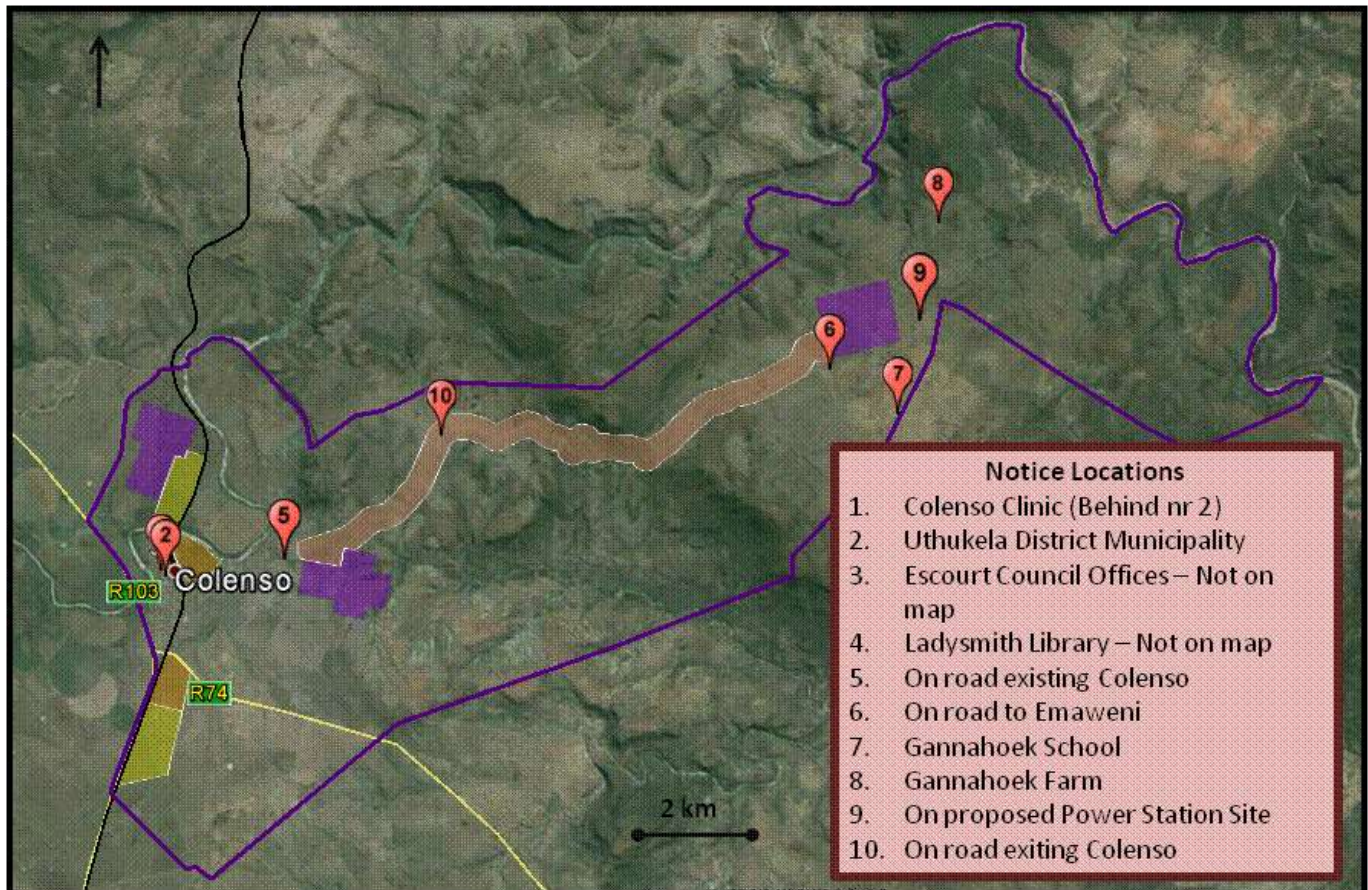 8
9
6
7
10
5
2
Colenso
R103
R74
2 km
Notice Locations
1. Colenso Clinic (Behind nr 2)
2. Uthukela District Municipality
3. Escourt Council Offices – Not on
map
4. Ladysmith Library – Not on map
5. On road existing Colenso
6. On road to Emaweni
7. Gannahoek School
8. Gannahoek Farm
9. On proposed Power Station Site
10. On road exiting Colenso